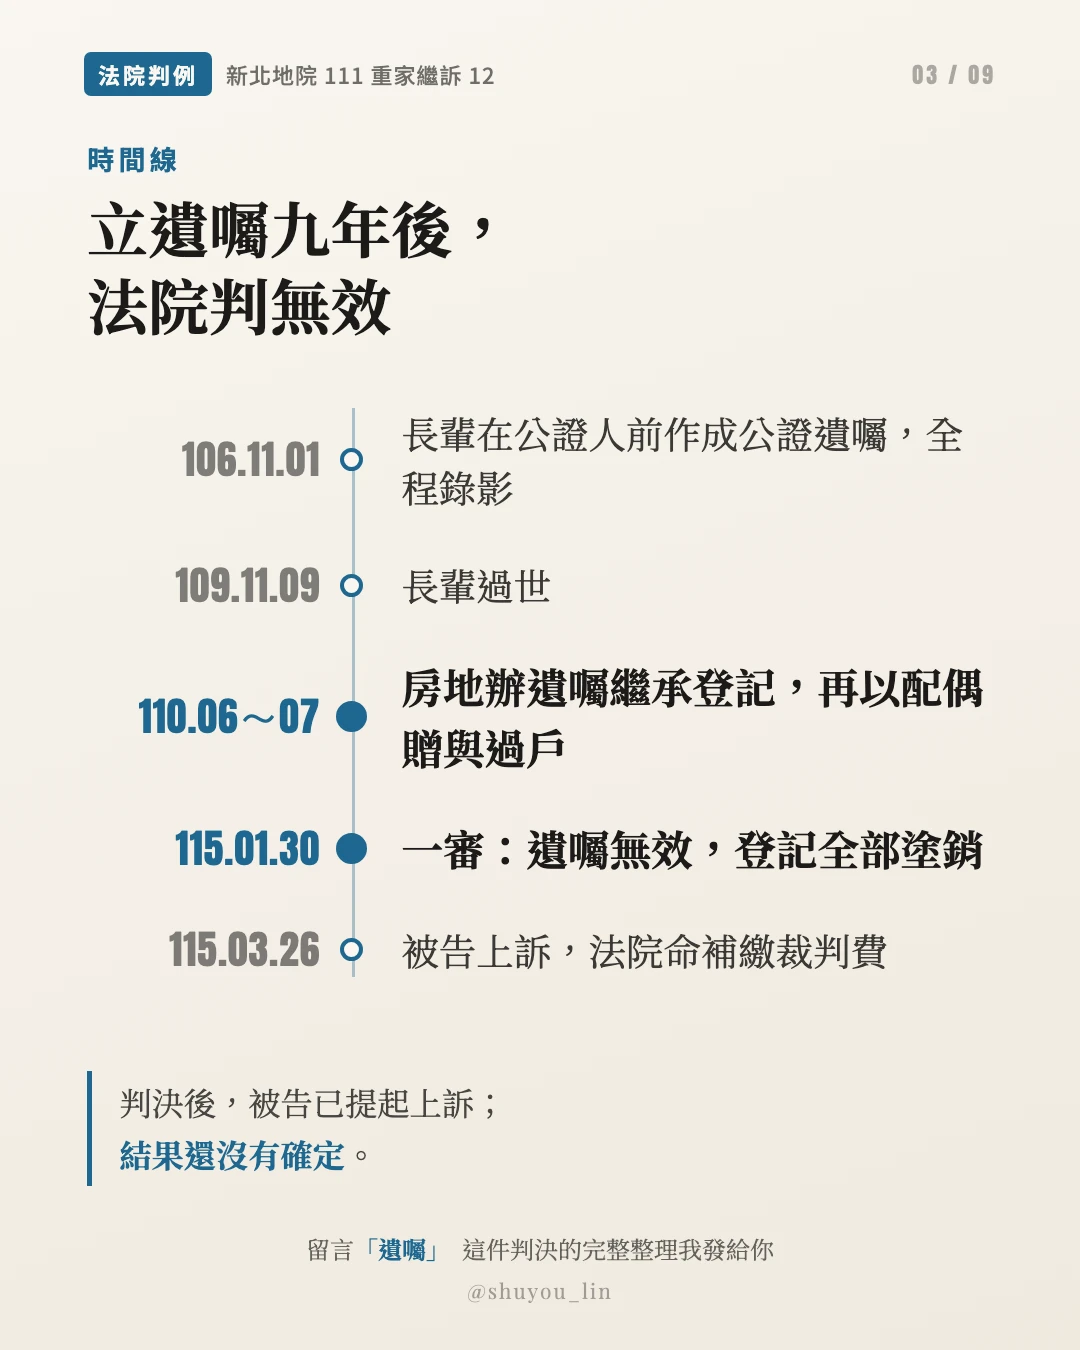 法院判例 新北地院 111 重家繼訴 12
03 / 09
時間線
立遺囑九年後，
法院判無效
106.11.01 長輩在公證人前作成公證遺囑，全
程錄影
109.11.09 長輩過世
110.06～07 房地辦遺囑繼承登記，再以配偶
贈與過戶
115.01.30 一審：遺囑無效，登記全部塗銷
115.03.26 被告上訴，法院命補繳裁判費
判決後，被告已提起上訴；
結果還沒有確定。
留言「遺囑」 這件判決的完整整理我發給你
@shuyou_lin